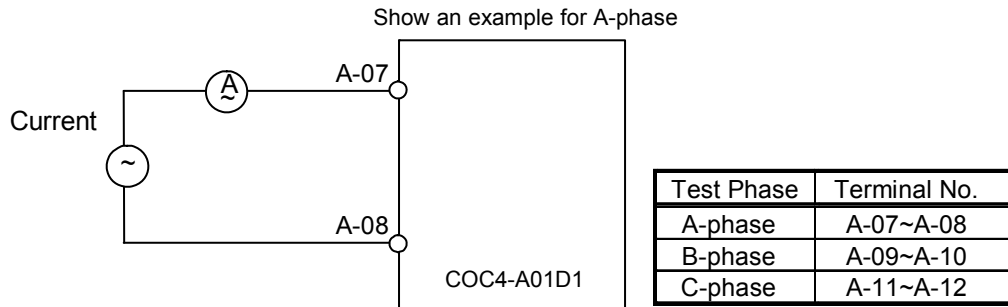 Show an example for A-phase
A-07
A
~
Current
~
A-08
COC4-A01D1
Test Phase Terminal No.
A-phase A-07~A-08
B-phase A-09~A-10
C-phase A-11~A-12